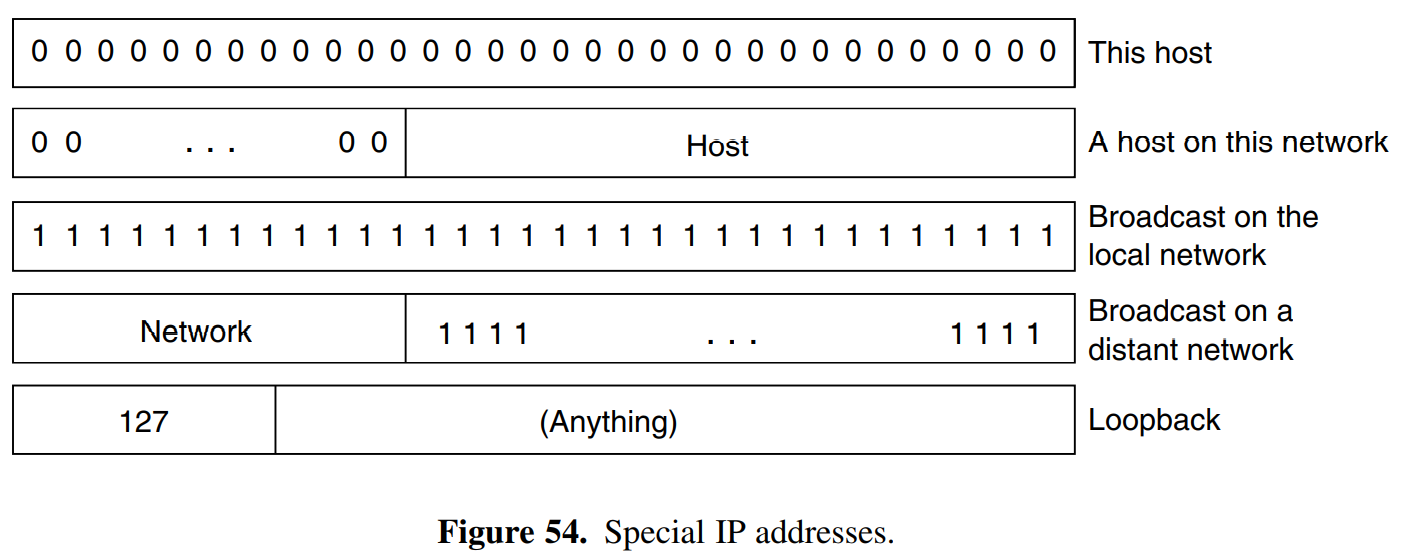 0 0 0 0 0 0 0 0 0 0 0 0 0 0 0 0 0 0 0 0 0 0 0 0 0 0 0 0 0 0 0 0 This host
0 0 ... 0 0 Host A host on this network
1 1 1 1 1 1 1 1 1 1 1 1 1 1 1 1 1 1 1 1 1 1 1 1 1 1 1 1 1 1 1 1 Broadcast on the
local network
Network 1 1 1 1 ... 1 1 1 1 Broadcast on a
distant network
127 (Anything) Loopback
Figure 54. Special IP addresses.